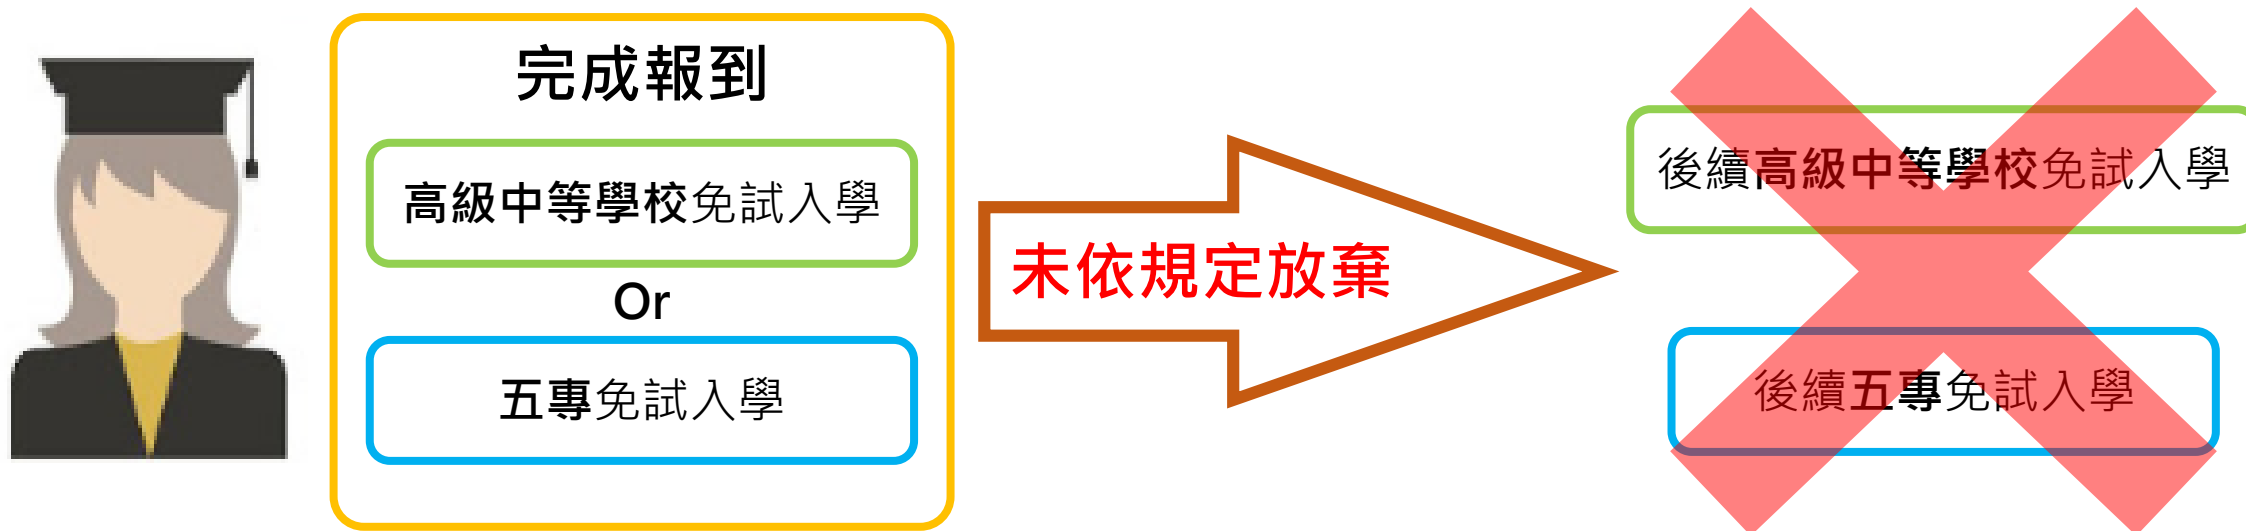 完成報到
高級中等學校免試入學
Or
五專免試入學
未依規定放棄
後續高級中等學校免試入學
後續五專免試入學